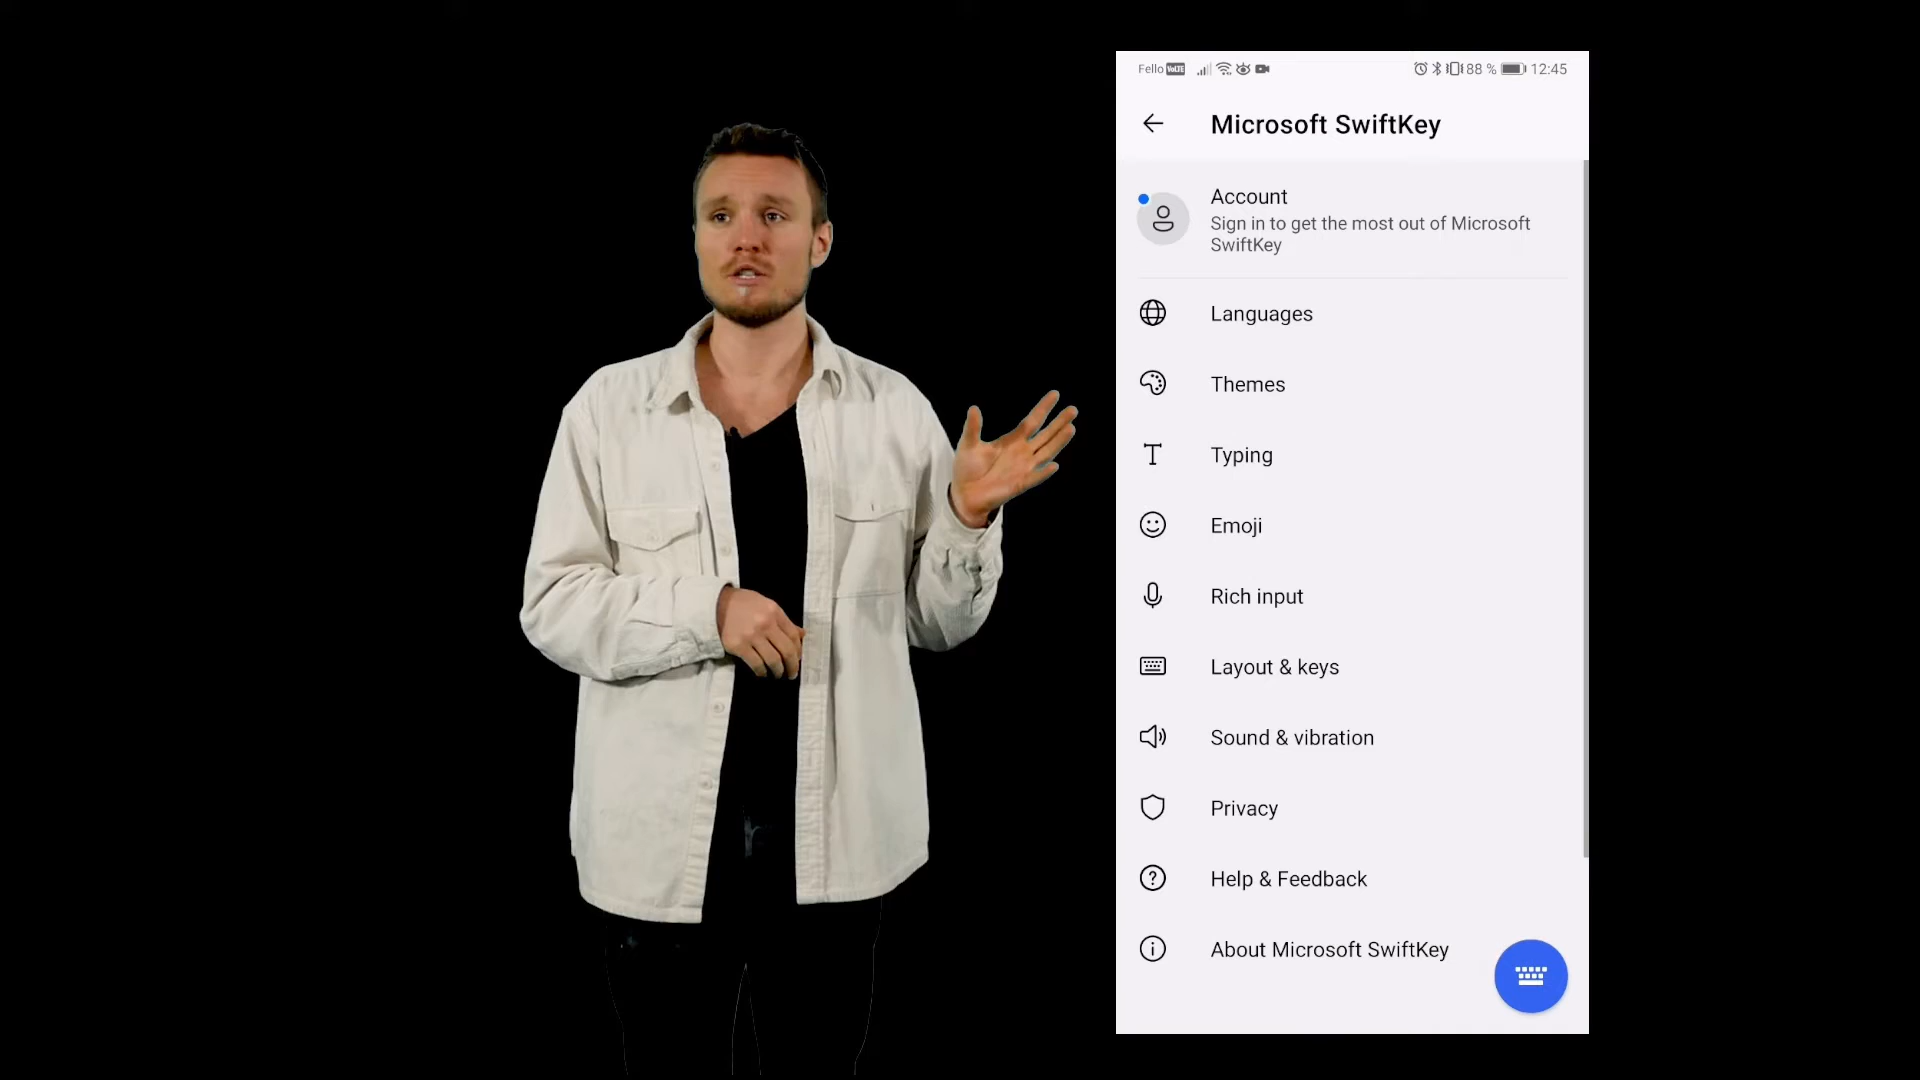 Fello VoLTE 88 % 12:45
Microsoft SwiftKey
Account
Sign in to get the most out of Microsoft
SwiftKey
Languages
Themes
Typing
Emoji
Rich input
Layout & keys
Sound & vibration
Privacy
Help & Feedback
About Microsoft SwiftKey